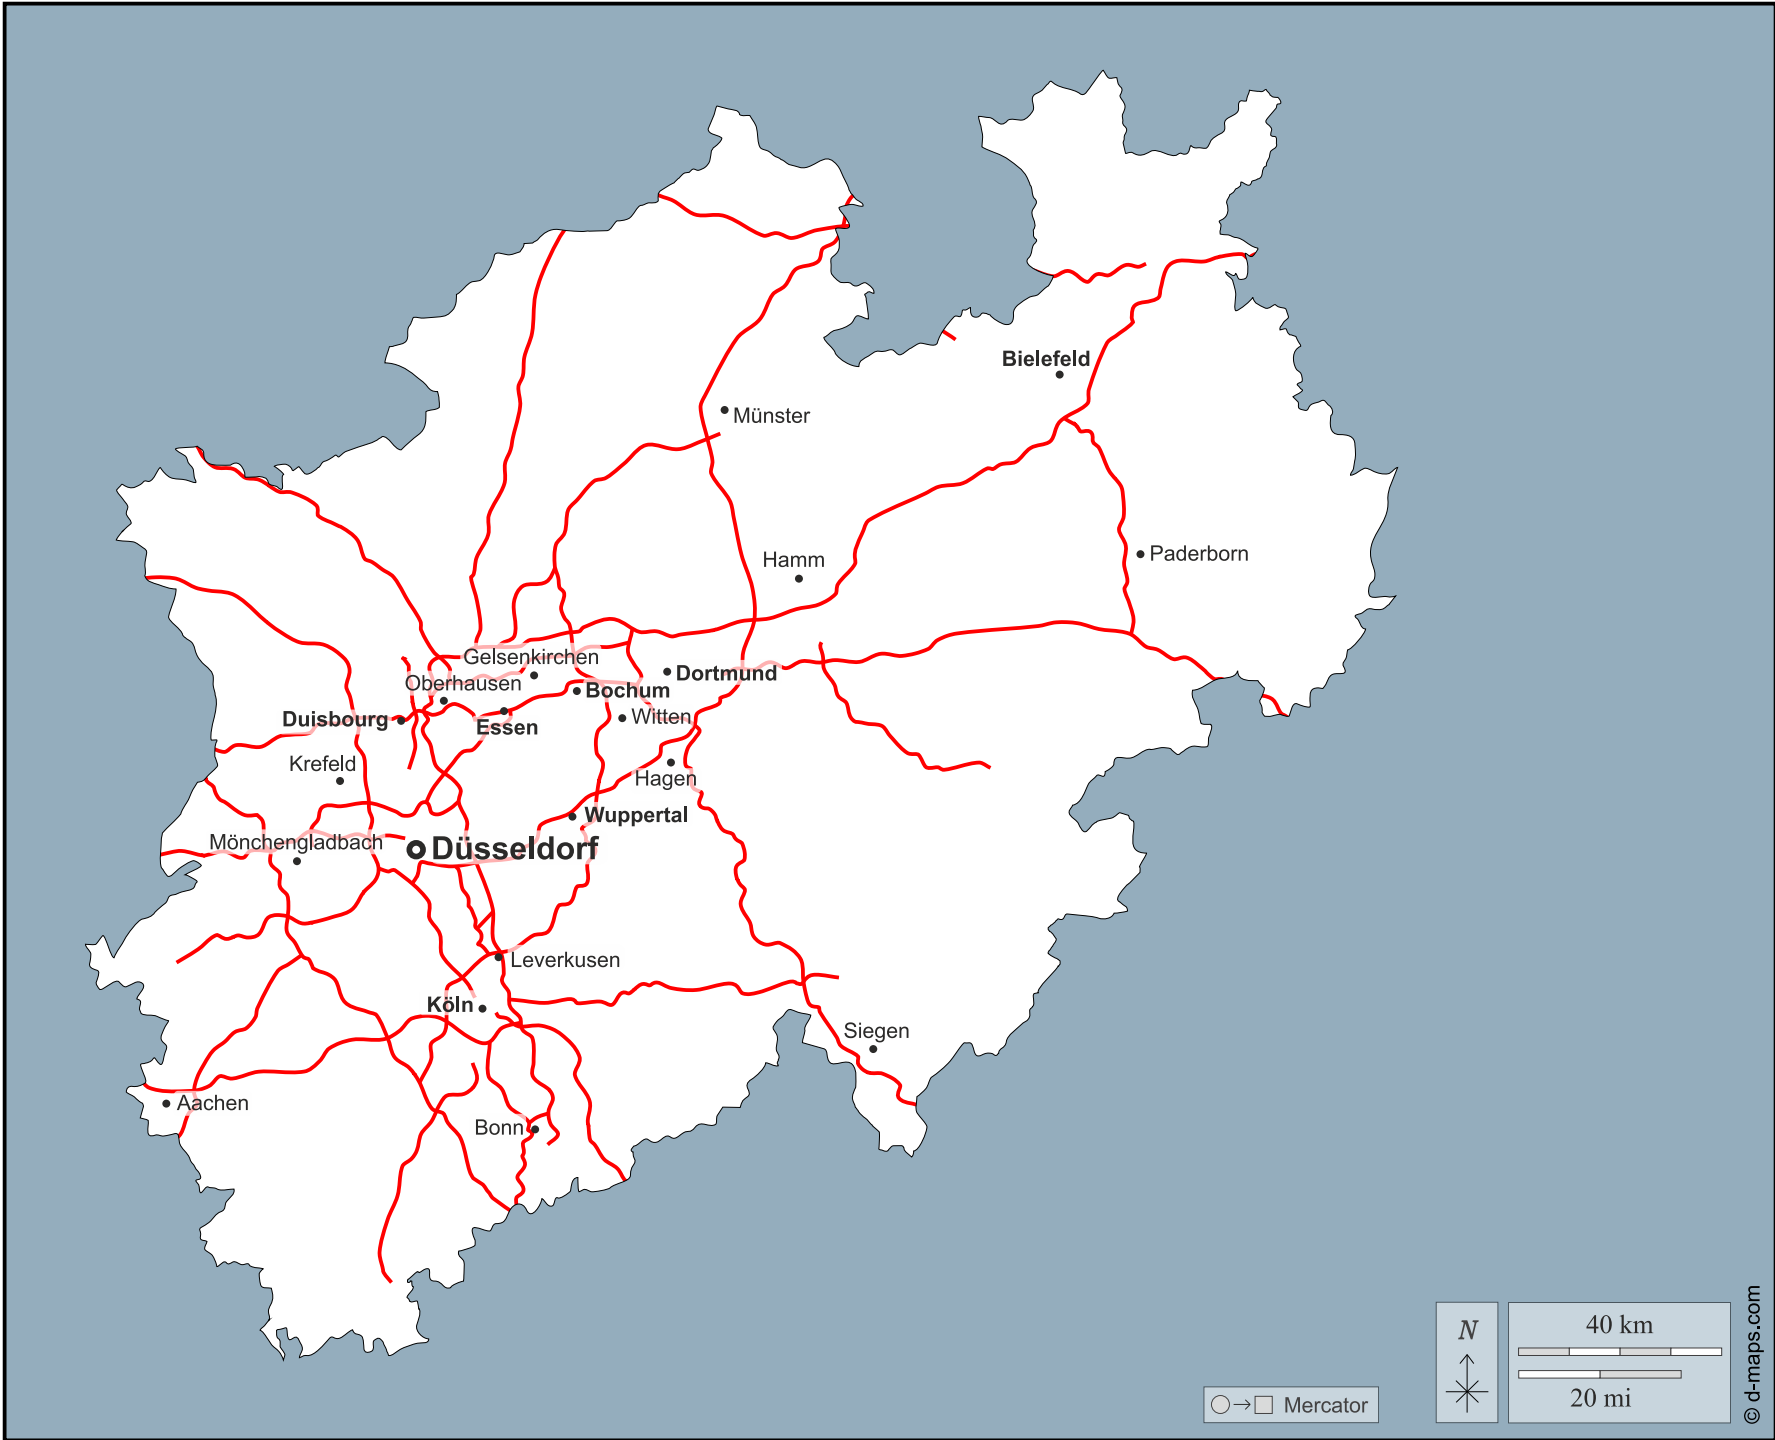 Bielefeld
Münster
Hamm
Paderborn
Gelsenkirchen
Dortmund
Oberhausen
Bochum
Duisbourg
Witten
Essen
Krefeld
Hagen
Wuppertal
Mönchengladbach
Düsseldorf
Leverkusen
Köln
Siegen
Aachen
Bonn
N
40 km
20 mi
Mercator
© d-maps.com